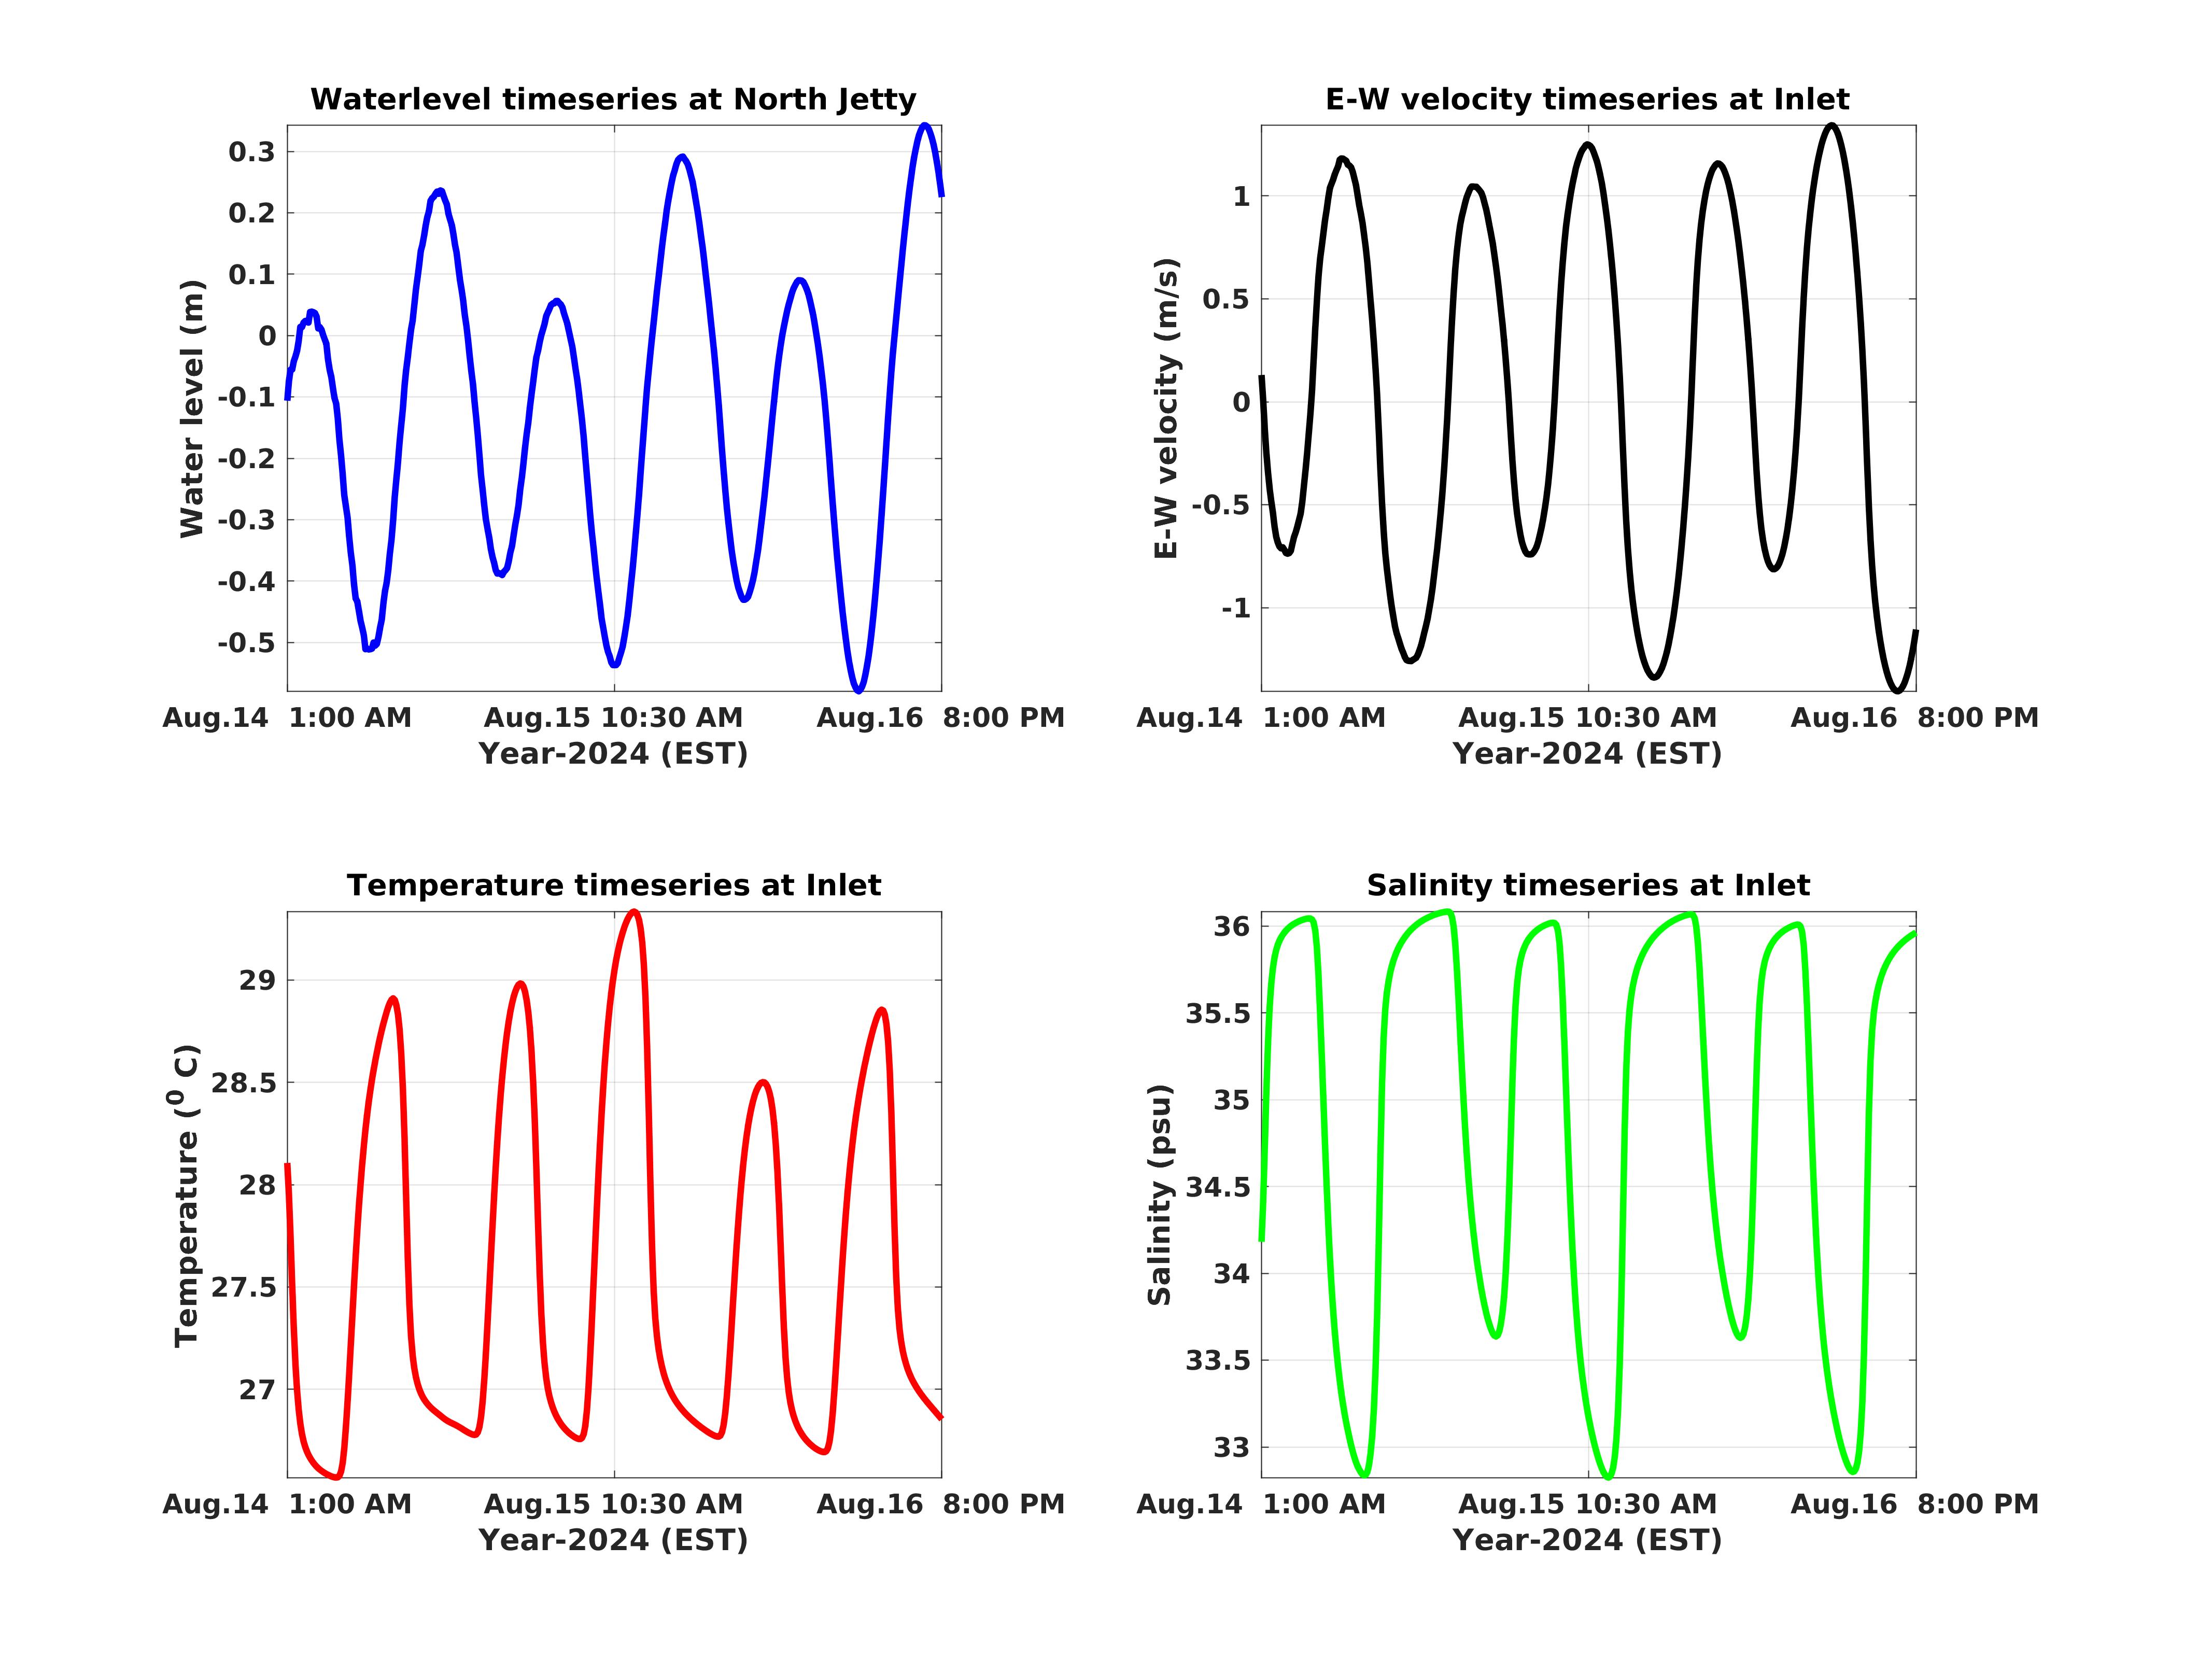 Waterlevel timeseries at North Jetty
0.3
0.2
0.1
0
-0.1
-0.2
-0.3
-0.4
-0.5
Water level (m)
Aug.14 1:00 AM Aug.15 10:30 AM Aug.16 8:00 PM
Year-2024 (EST)
E-W velocity timeseries at Inlet
1
0.5
0
-0.5
-1
E-W velocity (m/s)
Aug.14 1:00 AM Aug.15 10:30 AM Aug.16 8:00 PM
Year-2024 (EST)
Temperature timeseries at Inlet
29
28.5
28
27.5
27
Temperature (⁰ C)
Aug.14 1:00 AM Aug.15 10:30 AM Aug.16 8:00 PM
Year-2024 (EST)
Salinity timeseries at Inlet
36
35.5
35
34.5
34
33.5
33
Salinity (psu)
Aug.14 1:00 AM Aug.15 10:30 AM Aug.16 8:00 PM
Year-2024 (EST)